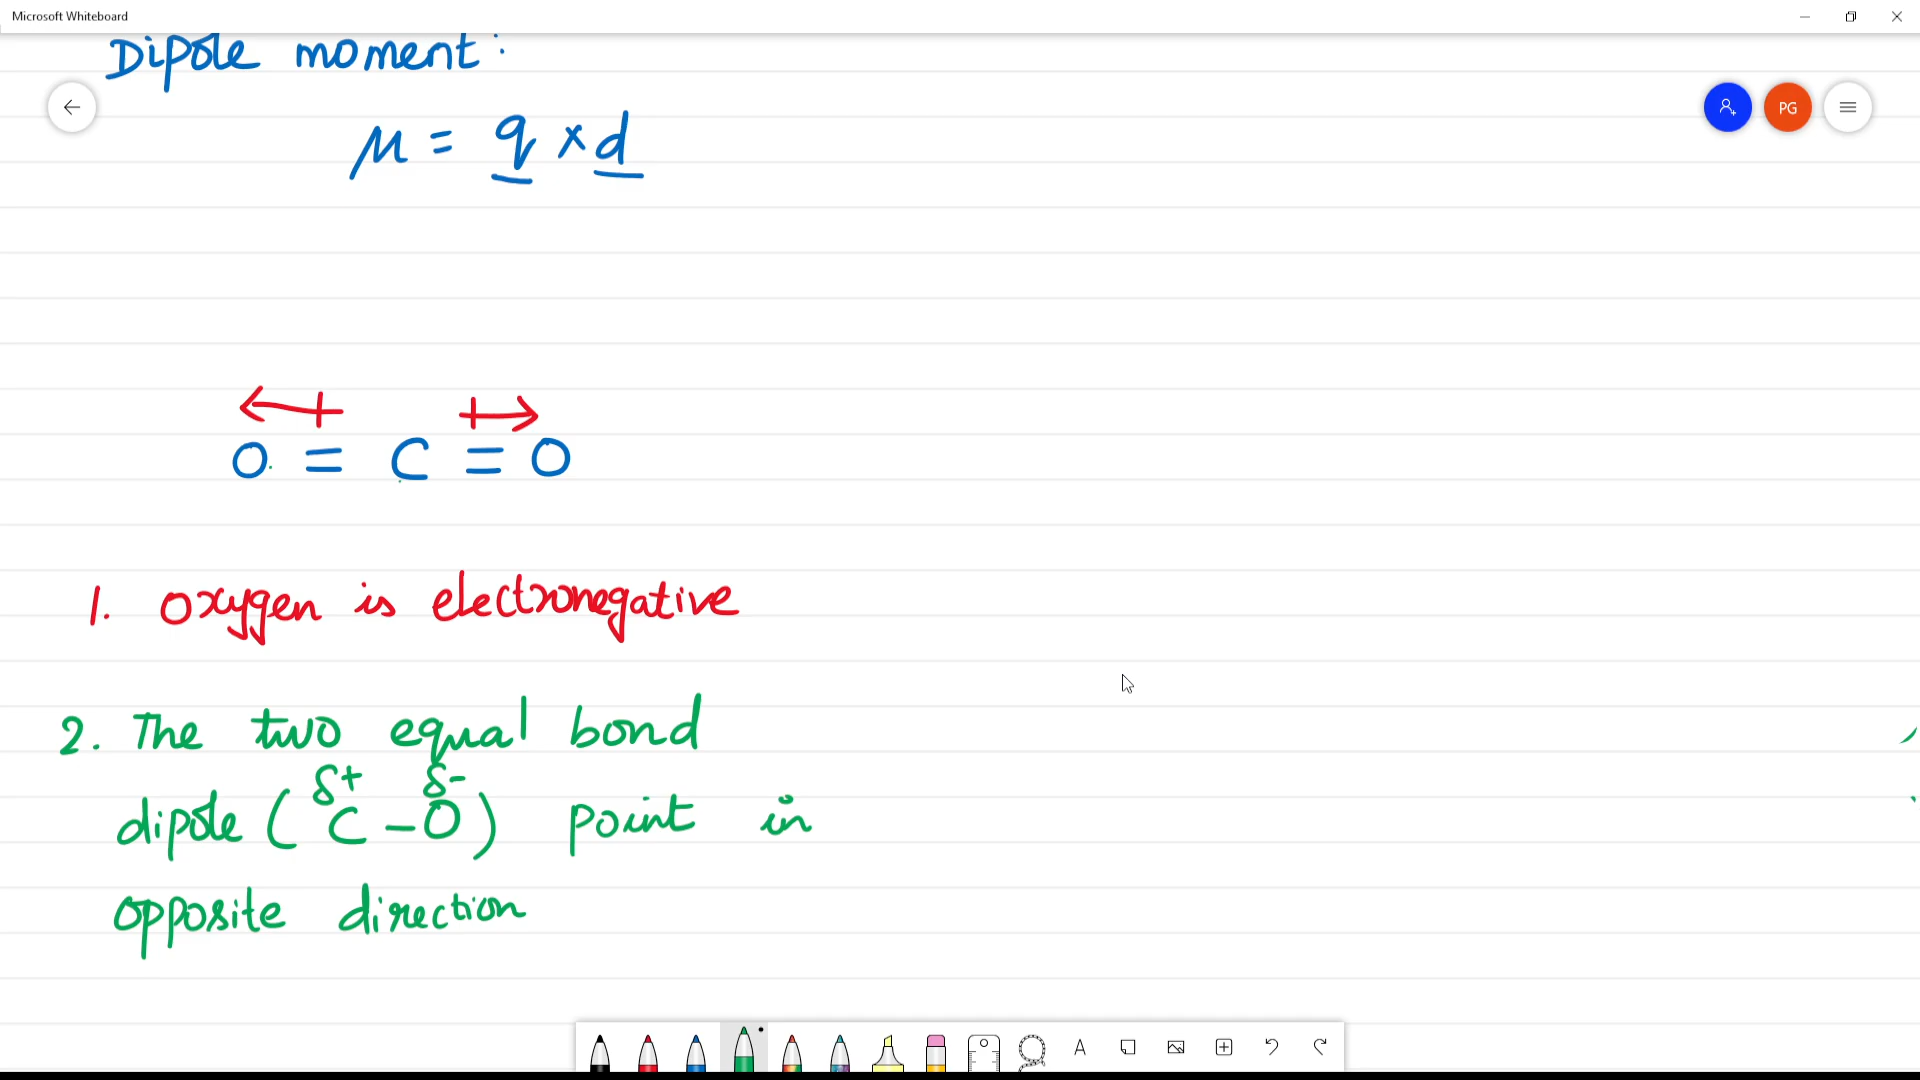 Microsoft Whiteboard
Dipole moment:
PG
μ = q × d
O = C = O
1. Oxygen is electronegative
2. The two equal bond
δ+ δ-
dipole ( C - O ) point in
opposite direction
A